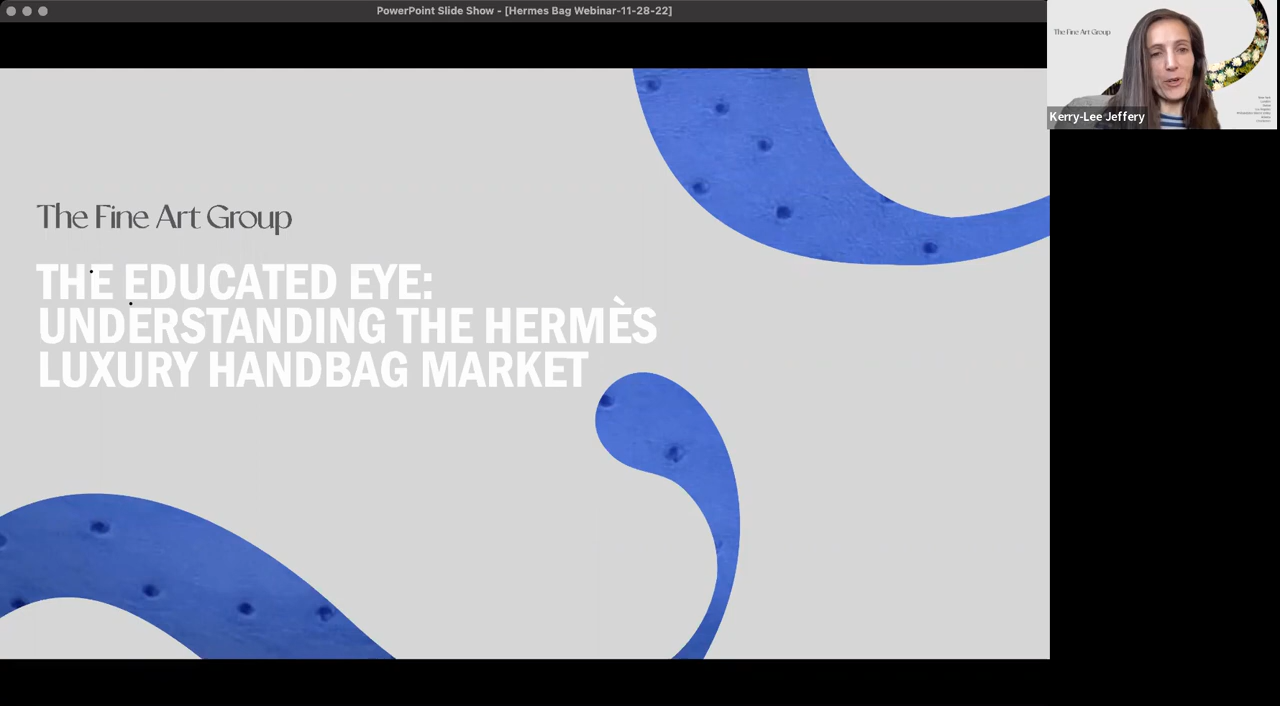 PowerPoint Slide Show - [Hermes Bag Webinar-11-28-22]
The Fine Art Group
Kerry-Lee Jeffery
The Fine Art Group
THE EDUCATED EYE:
UNDERSTANDING THE HERMÈS
LUXURY HANDBAG MARKET